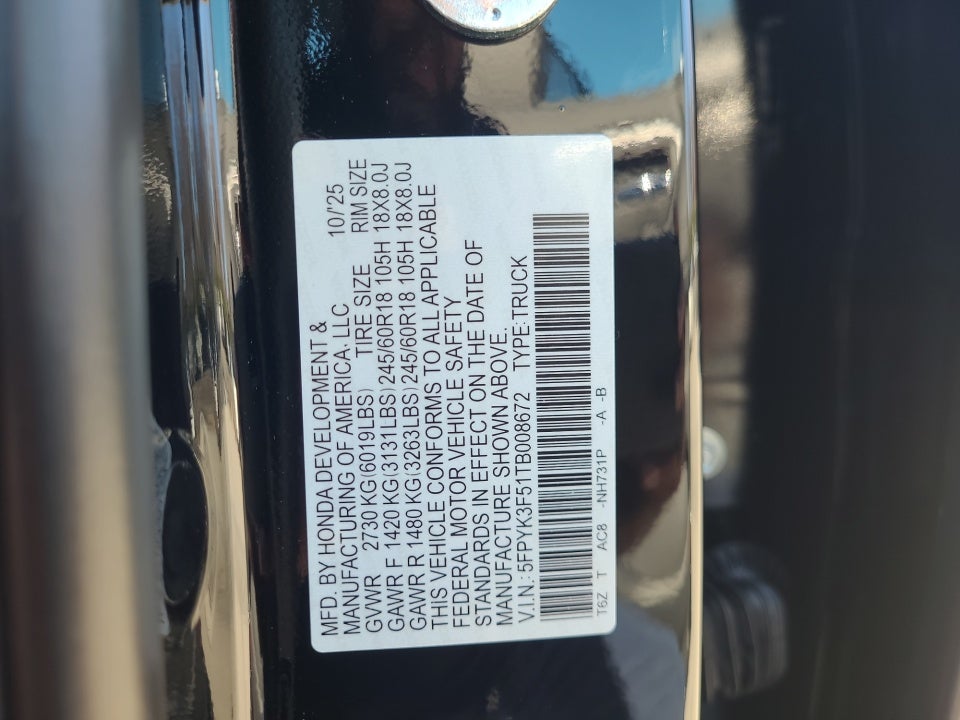 MFD. BY HONDA DEVELOPMENT &
MANUFACTURING OF AMERICA, LLC 10/'25
GVWR 2730 KG(6019LBS) TIRE SIZE RIM SIZE
GAWR F 1420 KG(3131LBS)245/60R18 105H 18X8.0J
GAWR R 1480 KG(3263LBS)245/60R18 105H 18X8.0J
THIS VEHICLE CONFORMS TO ALL APPLICABLE
FEDERAL MOTOR VEHICLE SAFETY
STANDARDS IN EFFECT ON THE DATE OF
MANUFACTURE SHOWN ABOVE.
V.I.N.: 5FPYK3F51TB008672 TYPE:TRUCK
T6Z T AC8 -NH731P -A -B